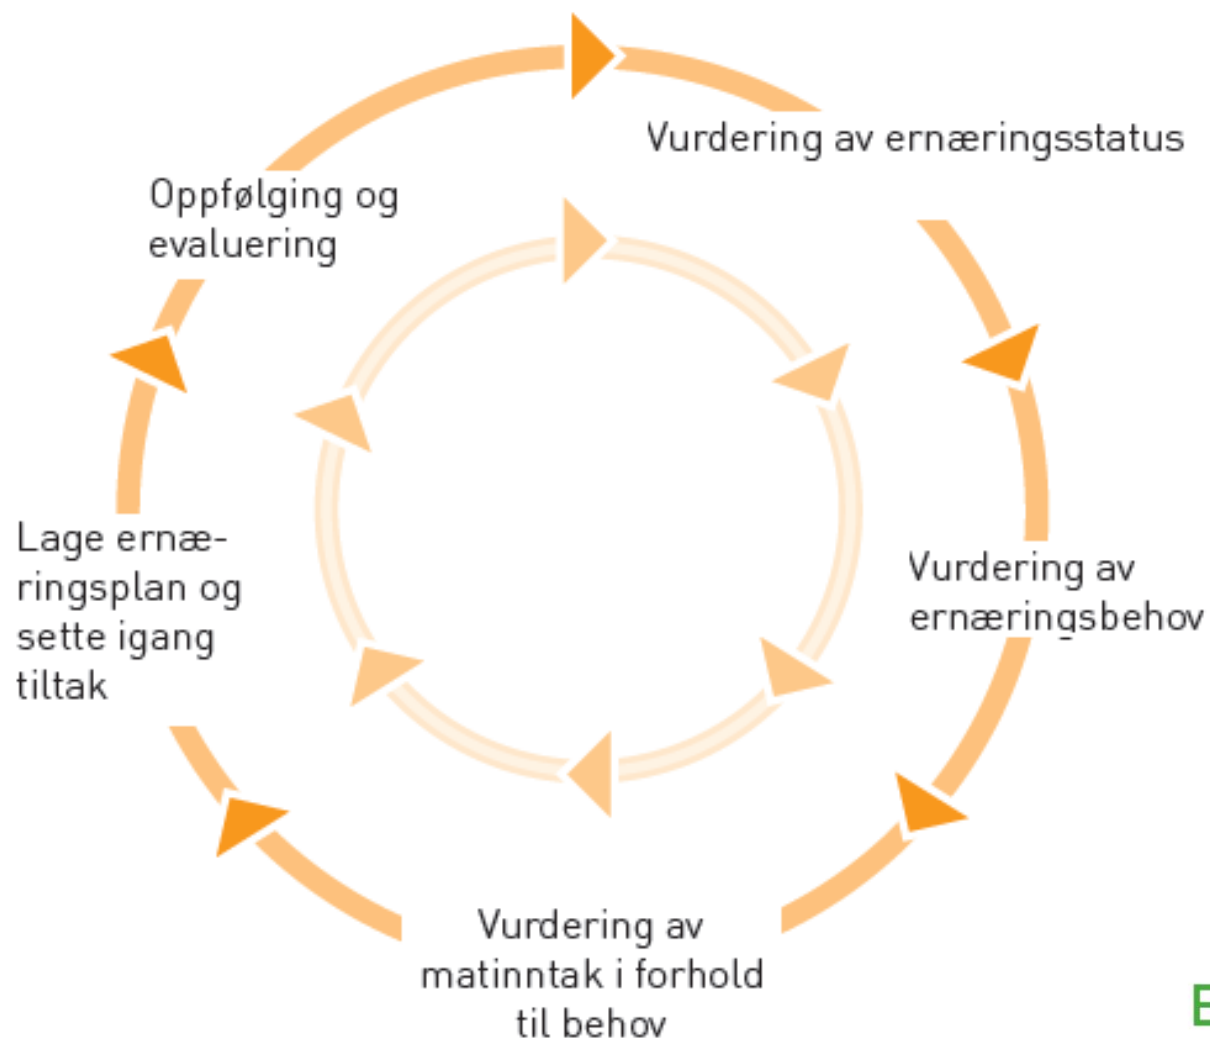 Vurdering av ernæringsstatus
Oppfølging og
evaluering
Vurdering av
ernæringsbehov
Lage ernæ-
ringsplan og
sette igang
tiltak
Vurdering av
matinntak i forhold
til behov
E